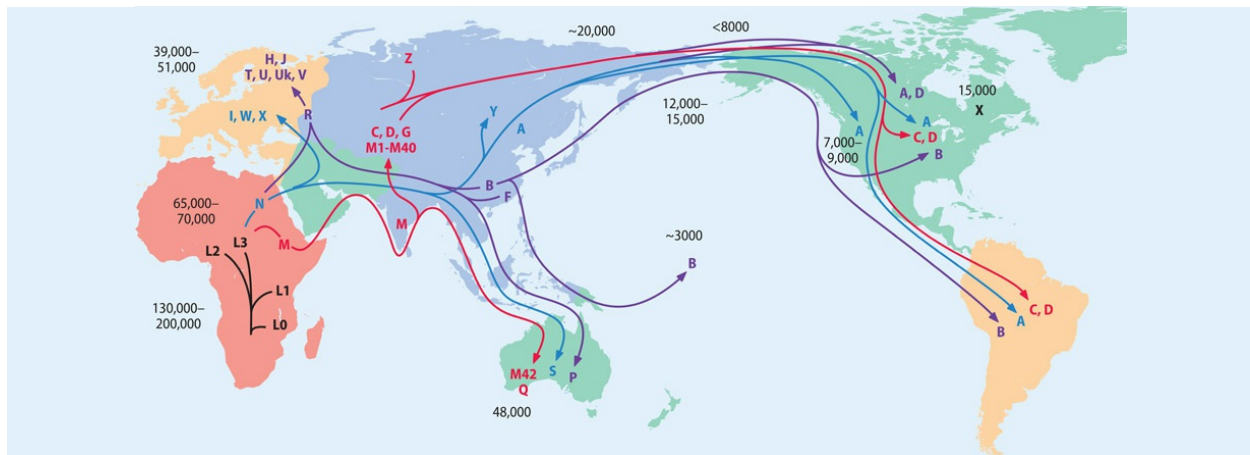 ~20,000
<8000
39,000–
51,000
H, J
T, U, Uk, V
Z
A, D
15,000
X
I, W, X
R
Y
A
C, D, G
M1-M40
12,000–
15,000
A
A
C, D
7,000–
9,000
B
B
F
65,000–
70,000
N
M
M
L3
L2
~3000
B
L1
L0
130,000–
200,000
C, D
A
B
M42
Q
S
P
48,000